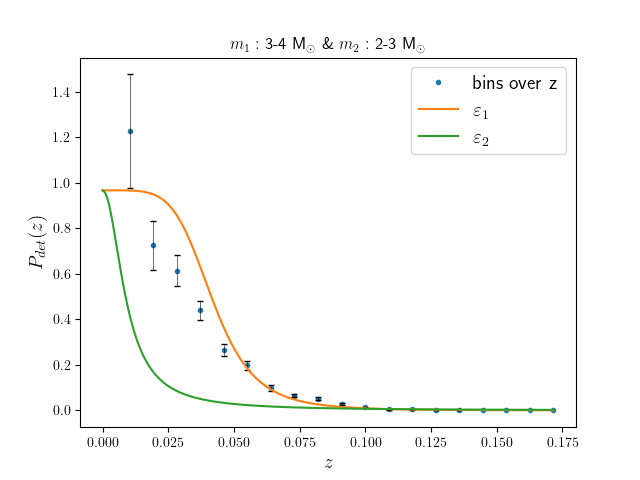 m₁ : 3-4 M⊙ & m₂ : 2-3 M⊙
bins over z
ε₁
ε₂
P_det(z)
1.4
1.2
1.0
0.8
0.6
0.4
0.2
0.0
0.000 0.025 0.050 0.075 0.100 0.125 0.150 0.175
z